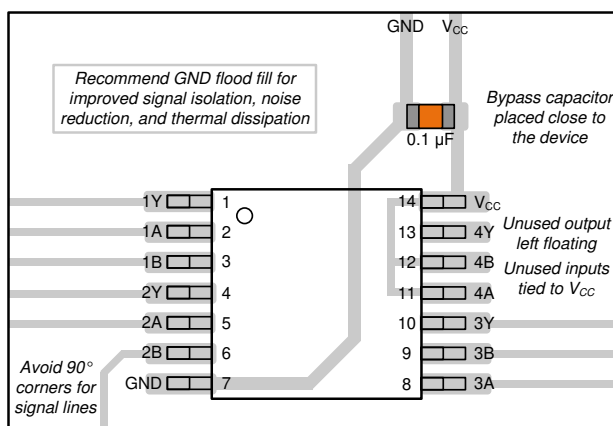 GND VCC
Recommend GND flood fill for
improved signal isolation, noise
reduction, and thermal dissipation
Bypass capacitor
placed close to
the device
0.1 µF
1Y 1 14 VCC
1A 2 13 4Y
1B 3 12 4B
2Y 4 11 4A
2A 5 10 3Y
2B 6 9 3B
GND 7 8 3A
Unused output
left floating
Unused inputs
tied to VCC
Avoid 90°
corners for
signal lines